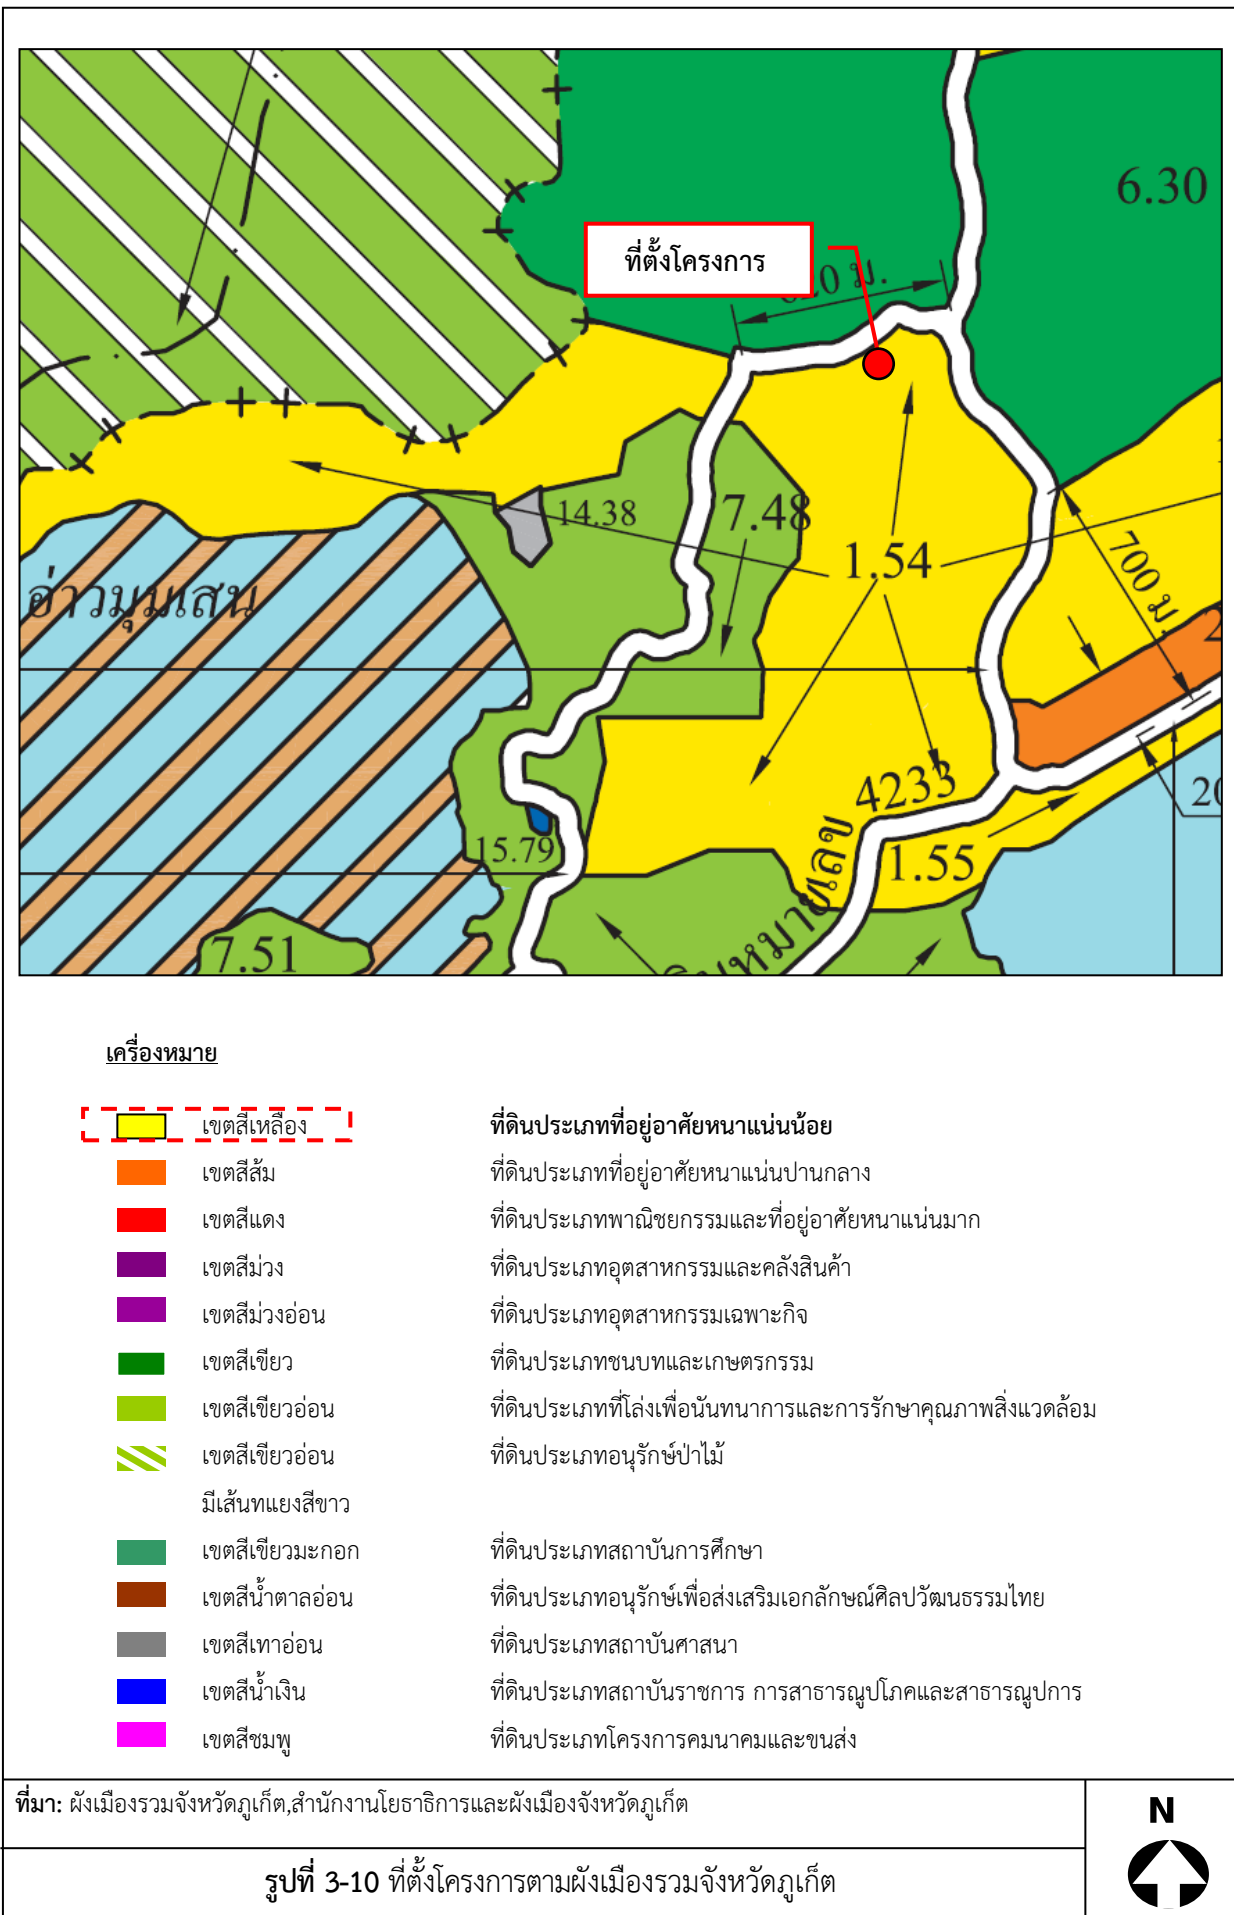 6.30
ที่ตั้งโครงการ
ม.
14.38
7.48
1.54
700 ม.
อ่าวมุมเสน
2
4233
20
15.79
1.55
หมายเลข
7.51
เครื่องหมาย
เขตสีเหลือง ที่ดินประเภทที่อยู่อาศัยหนาแน่นน้อย
เขตสีส้ม ที่ดินประเภทที่อยู่อาศัยหนาแน่นปานกลาง
เขตสีแดง ที่ดินประเภทพาณิชยกรรมและที่อยู่อาศัยหนาแน่นมาก
เขตสีม่วง ที่ดินประเภทอุตสาหกรรมและคลังสินค้า
เขตสีม่วงอ่อน ที่ดินประเภทอุตสาหกรรมเฉพาะกิจ
เขตสีเขียว ที่ดินประเภทชนบทและเกษตรกรรม
เขตสีเขียวอ่อน ที่ดินประเภทที่โล่งเพื่อนันทนาการและการรักษาคุณภาพสิ่งแวดล้อม
เขตสีเขียวอ่อน ที่ดินประเภทอนุรักษ์ป่าไม้
มีเส้นทแยงสีขาว
เขตสีเขียวมะกอก ที่ดินประเภทสถาบันการศึกษา
เขตสีน้ำตาลอ่อน ที่ดินประเภทอนุรักษ์เพื่อส่งเสริมเอกลักษณ์ศิลปวัฒนธรรมไทย
เขตสีเทาอ่อน ที่ดินประเภทสถาบันศาสนา
เขตสีน้ำเงิน ที่ดินประเภทสถาบันราชการ การสาธารณูปโภคและสาธารณูปการ
เขตสีชมพู ที่ดินประเภทโครงการคมนาคมและขนส่ง
ที่มา: ผังเมืองรวมจังหวัดภูเก็ต,สำนักงานโยธาธิการและผังเมืองจังหวัดภูเก็ต
N
รูปที่ 3-10 ที่ตั้งโครงการตามผังเมืองรวมจังหวัดภูเก็ต